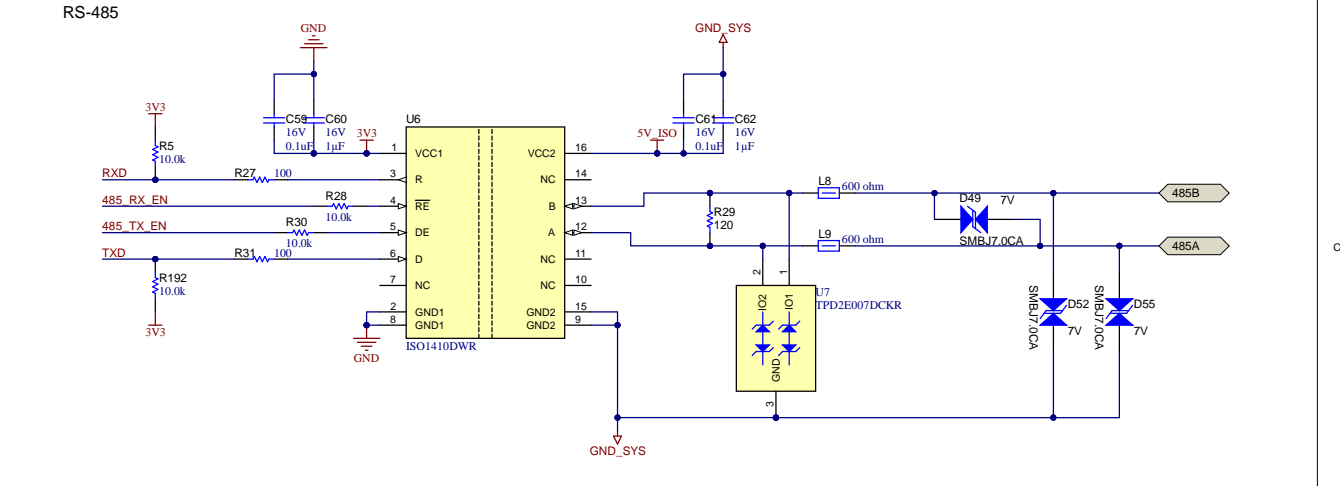 RS-485
GND
GND_SYS
3V3
C59
16V
0.1uF
C60
16V
1µF
3V3
U6
5V_ISO
C61
16V
0.1uF
C62
16V
1µF
R5
10.0k
1
VCC1
VCC2
16
RXD
R27
100
3
R
NC
14
L8
600 ohm
485_RX_EN
R28
10.0k
4
RE
B
13
R29
120
D49
7V
SMBJ7.0CA
485B
485_TX_EN
R30
10.0k
5
DE
A
12
L9
600 ohm
485A
TXD
R31
100
6
D
NC
11
C
R192
10.0k
3V3
7
NC
NC
10
2
GND1
GND2
15
8
GND1
GND2
9
GND
ISO1410DWR
2
1
U7
TPD2E007DCKR
IO2
IO1
GND
3
SMBJ7.0CA
D52
7V
SMBJ7.0CA
D55
7V
GND_SYS